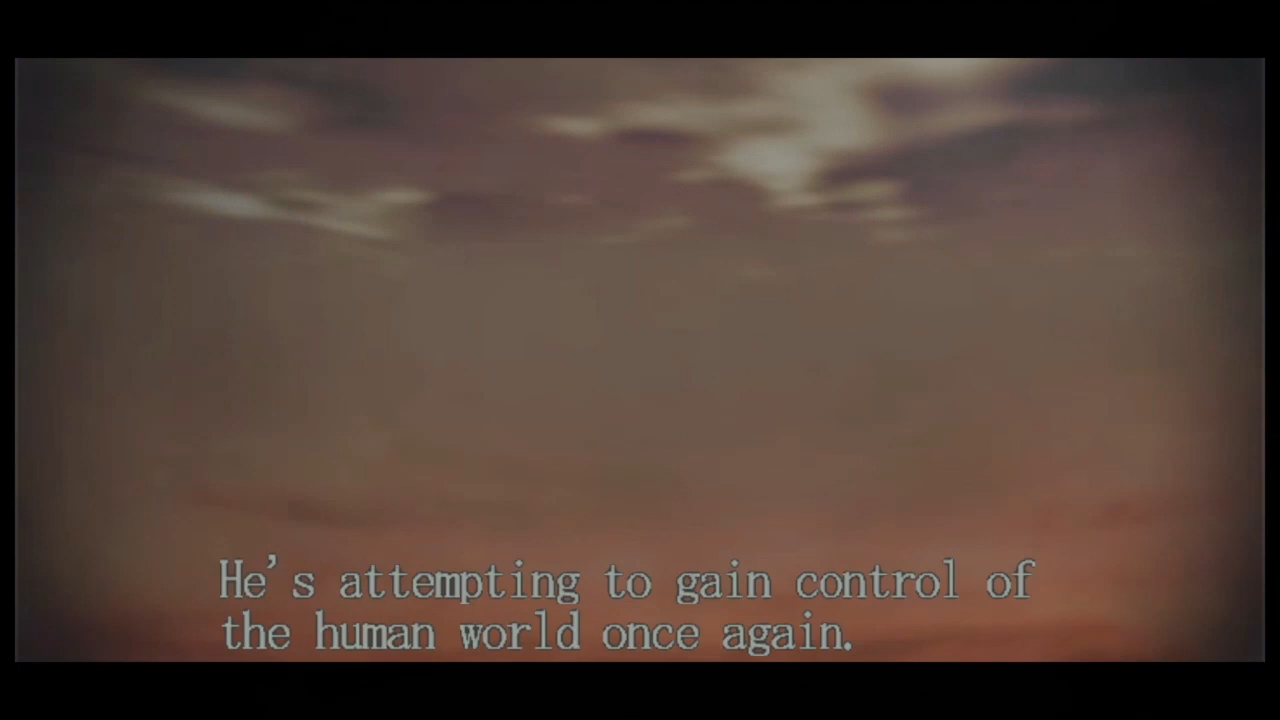 He's attempting to gain control of
the human world once again.